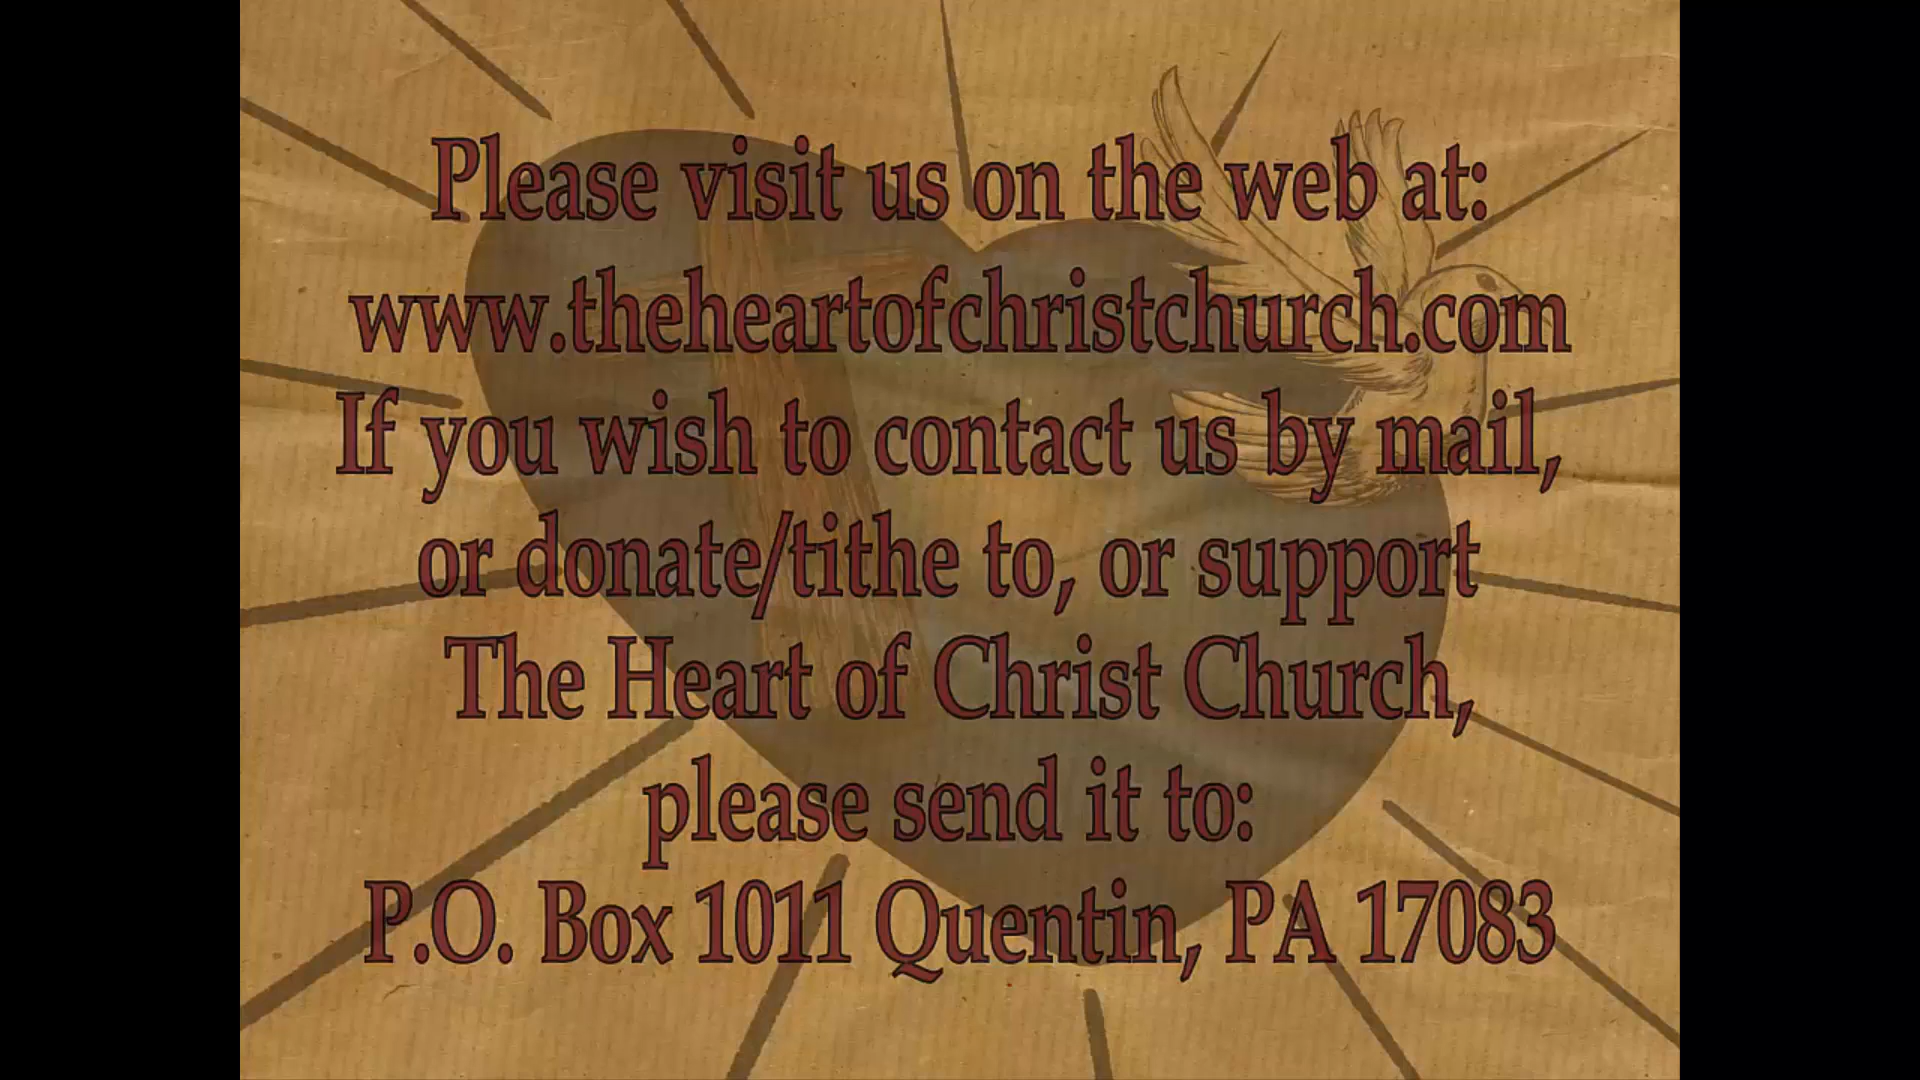 Please visit us on the web at:
www.theheartofchristchurch.com
If you wish to contact us by mail,
or donate/tithe to, or support
The Heart of Christ Church,
please send it to:
P.O. Box 1011 Quentin, PA 17083